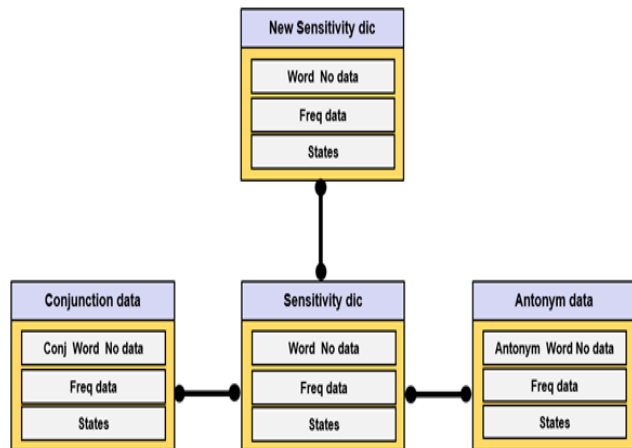 New Sensitivity dic
Word No data
Freq data
States
Conjunction data
Conj Word No data
Freq data
States
Sensitivity dic
Word No data
Freq data
States
Antonym data
Antonym Word No data
Freq data
States